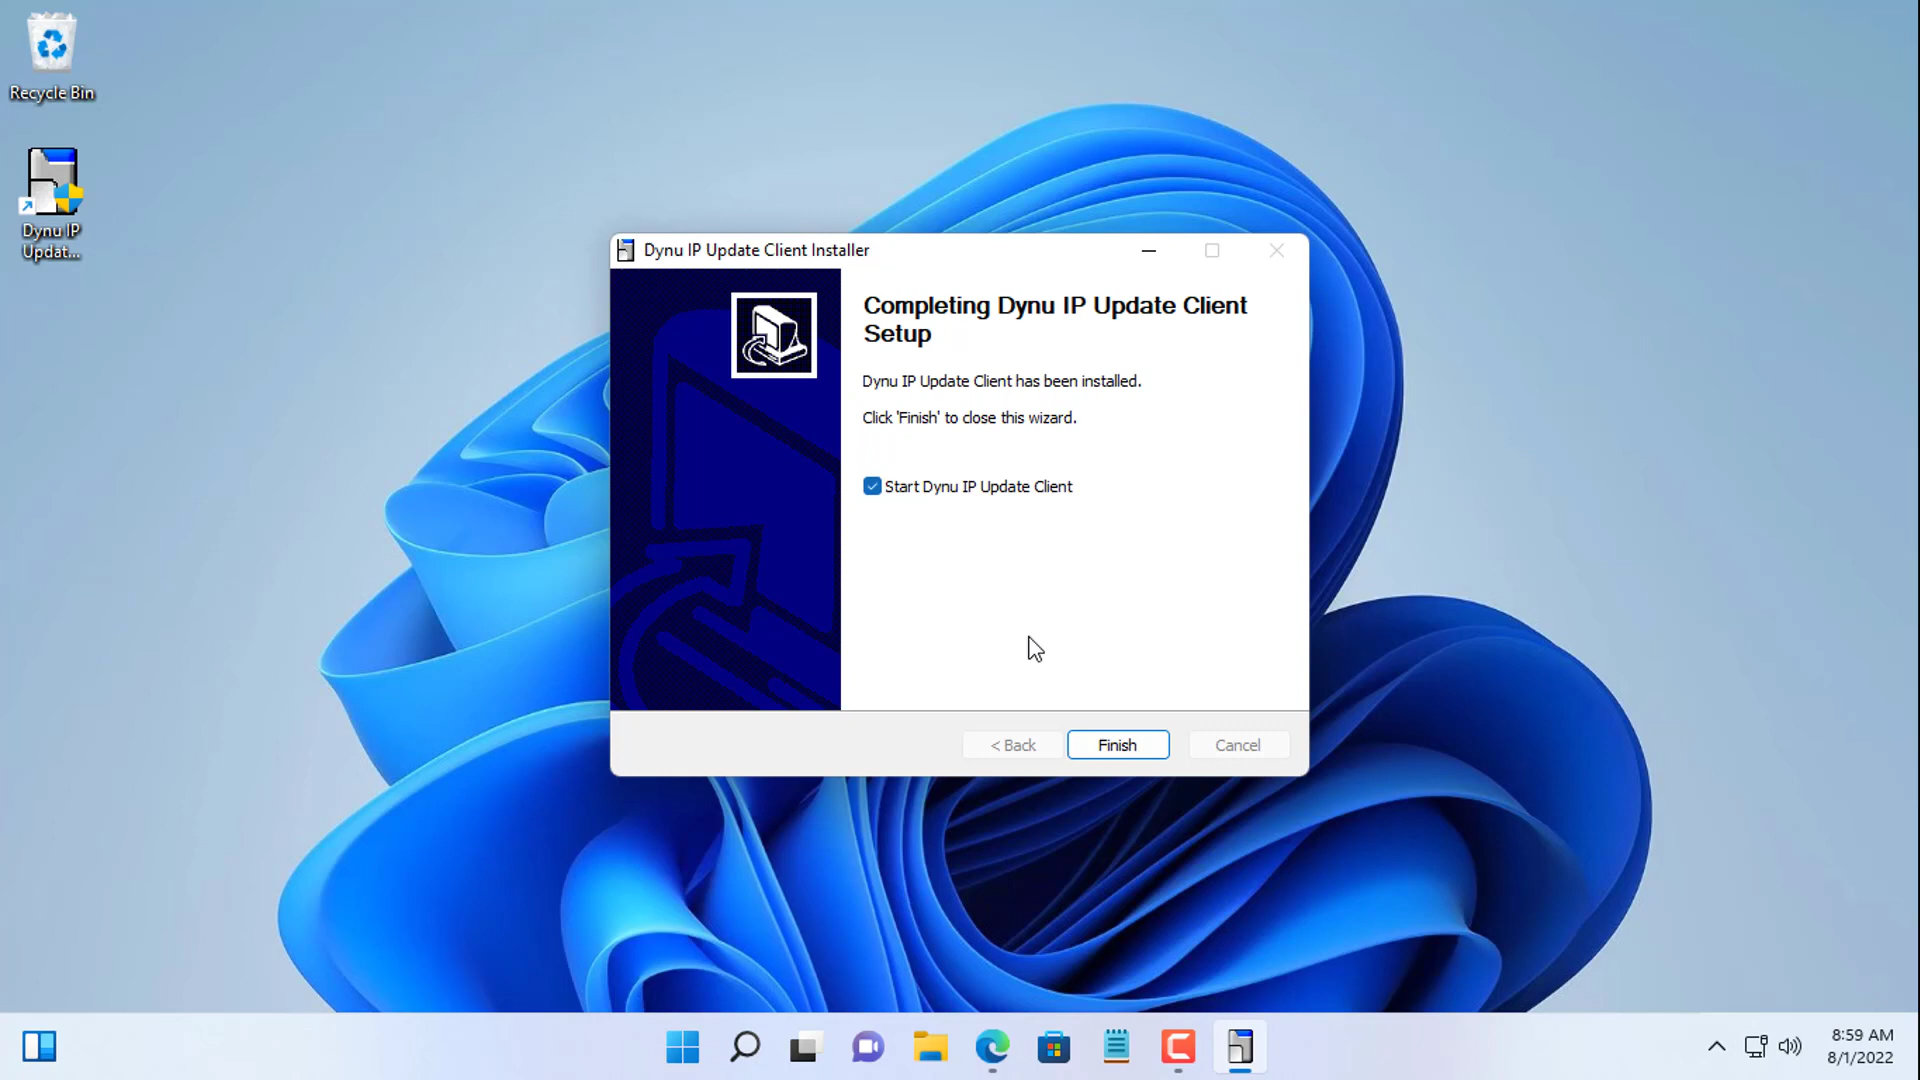 Recycle Bin
Dynu IP
Updat...
Dynu IP Update Client Installer
Completing Dynu IP Update Client
Setup
Dynu IP Update Client has been installed.
Click 'Finish' to close this wizard.
Start Dynu IP Update Client
< Back
Finish
Cancel
8:59 AM
8/1/2022